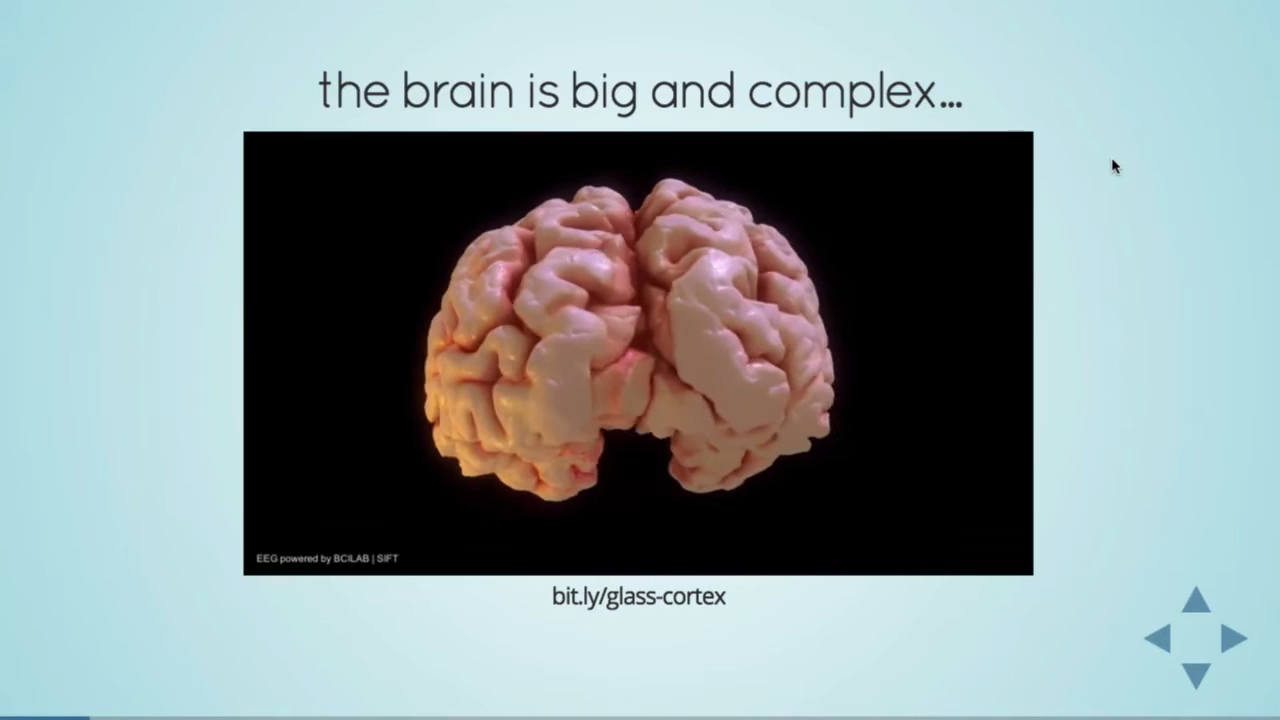 the brain is big and complex...
EEG powered by BCILAB | SIFT
bit.ly/glass-cortex